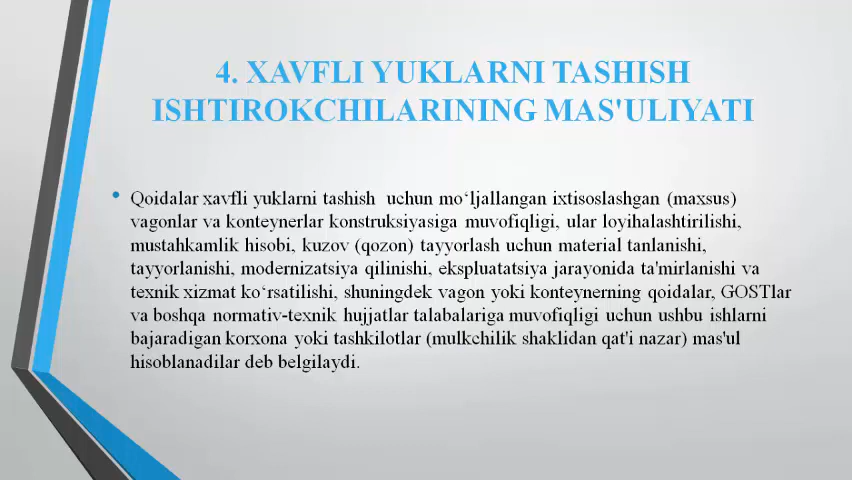 4. XAVFLI YUKLARNI TASHISH
ISHTIROKCHILARINING MAS'ULIYATI
• Qoidalar xavfli yuklarni tashish uchun mo‘ljallangan ixtisoslashgan (maxsus)
vagonlar va konteynerlar konstruksiyasiga muvofiqligi, ular loyihalashtirilishi,
mustahkamlik hisobi, kuzov (qozon) tayyorlash uchun material tanlanishi,
tayyorlanishi, modernizatsiya qilinishi, ekspluatatsiya jarayonida ta'mirlanishi va
texnik xizmat ko‘rsatilishi, shuningdek vagon yoki konteynerning qoidalar, GOSTlar
va boshqa normativ-texnik hujjatlar talabalariga muvofiqligi uchun ushbu ishlarni
bajaradigan korxona yoki tashkilotlar (mulkchilik shaklidan qat'i nazar) mas'ul
hisoblanadilar deb belgilaydi.